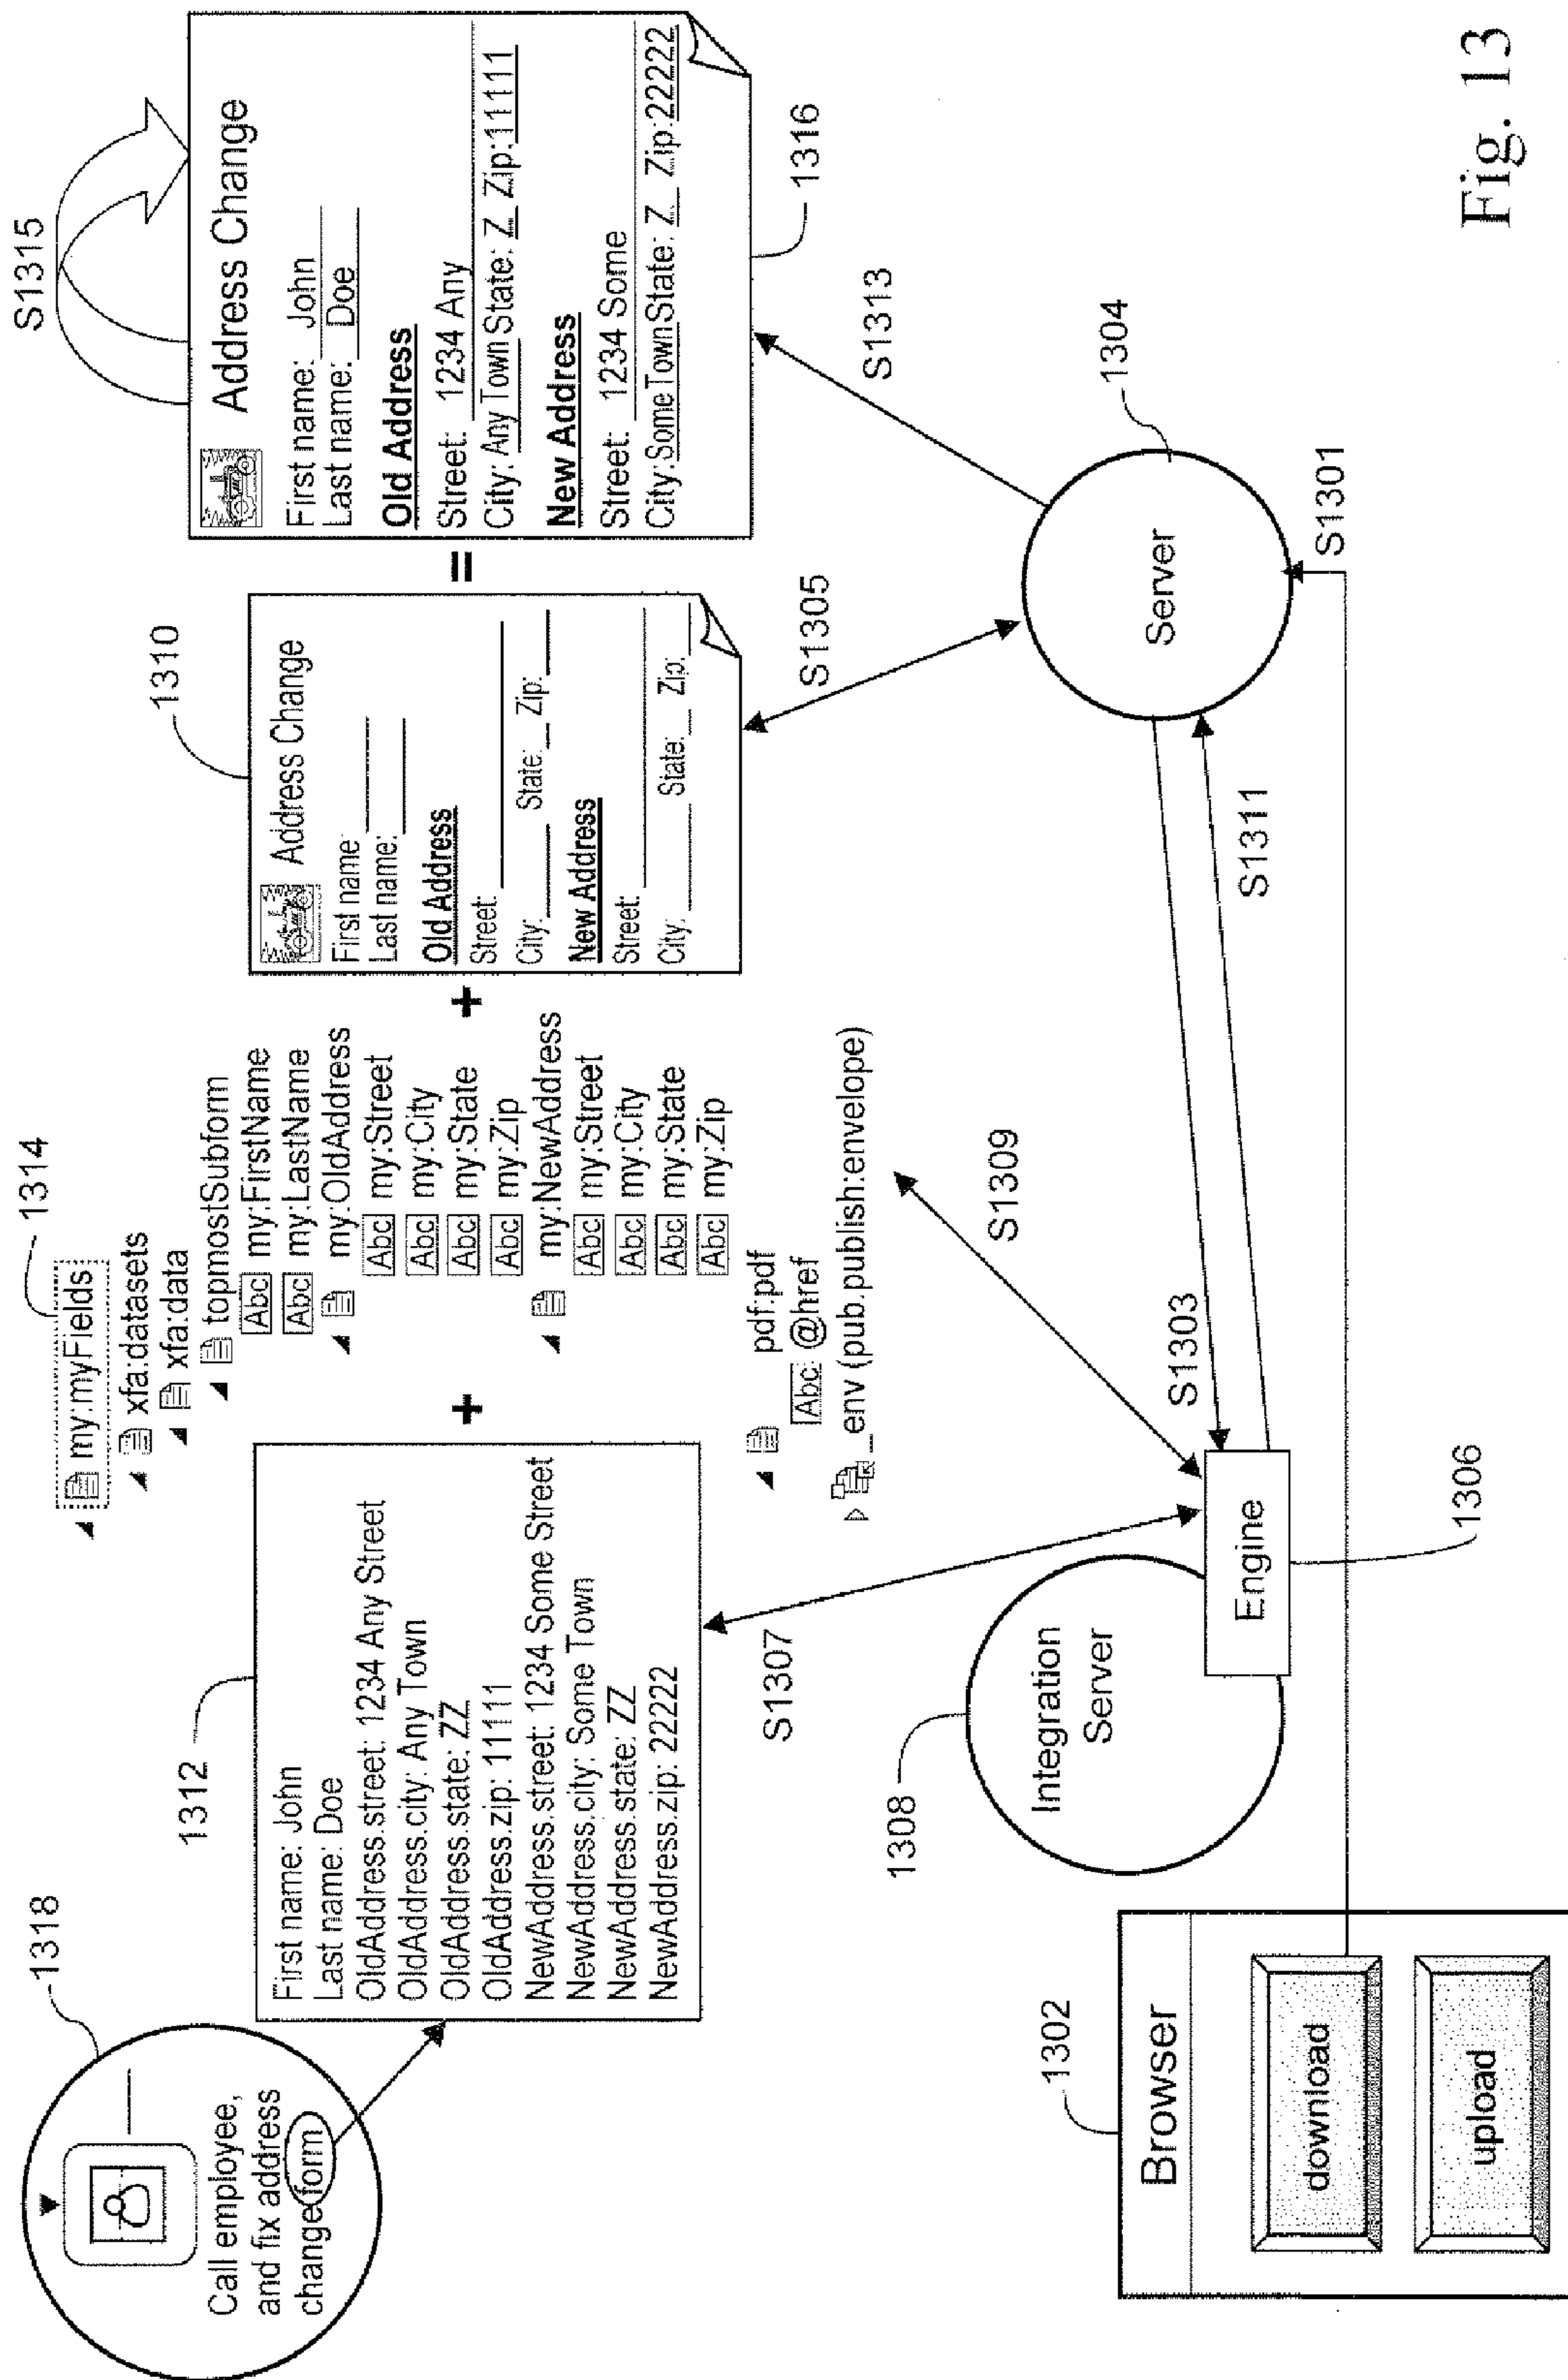 1318
Call employee,
and fix address
change form
1312
First name: John
Last name: Doe
OldAddress.street: 1234 Any Street
OldAddress.city: Any Town
OldAddress.state: ZZ
OldAddress.zip: 11111
NewAddress.street: 1234 Some Street
NewAddress.city: Some Town
NewAddress.state: ZZ
NewAddress.zip: 22222
+
1314
my:myFields
xfa:datasets
xfa:data
topmostSubform
Abc my:FirstName
Abc my:LastName
my:OldAddress
Abc my:Street
Abc my:City
Abc my:State
Abc my:Zip
my:NewAddress
Abc my:Street
Abc my:City
Abc my:State
Abc my:Zip
pdf:pdf
Abc @href
_env (pub.publish:envelope)
+
1310
Address Change
First name:
Last name:
Old Address
Street:
City: State: Zip:
New Address
Street:
City: State: Zip:
=
S1315
Address Change
First name: John
Last name: Doe
Old Address
Street: 1234 Any
City: Any Town State: Z Zip:11111
New Address
Street: 1234 Some
City:Some Town State: Z Zip:22222
1316
S1307
S1309
S1305
S1313
1308
Integration
Server
Engine
1306
S1303
S1311
Server
1304
S1301
1302
Browser
download
upload
Fig. 13